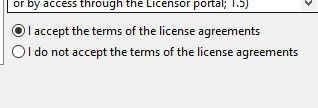 or by access through the Licensor portal; 1.5)
I accept the terms of the license agreements
I do not accept the terms of the license agreements